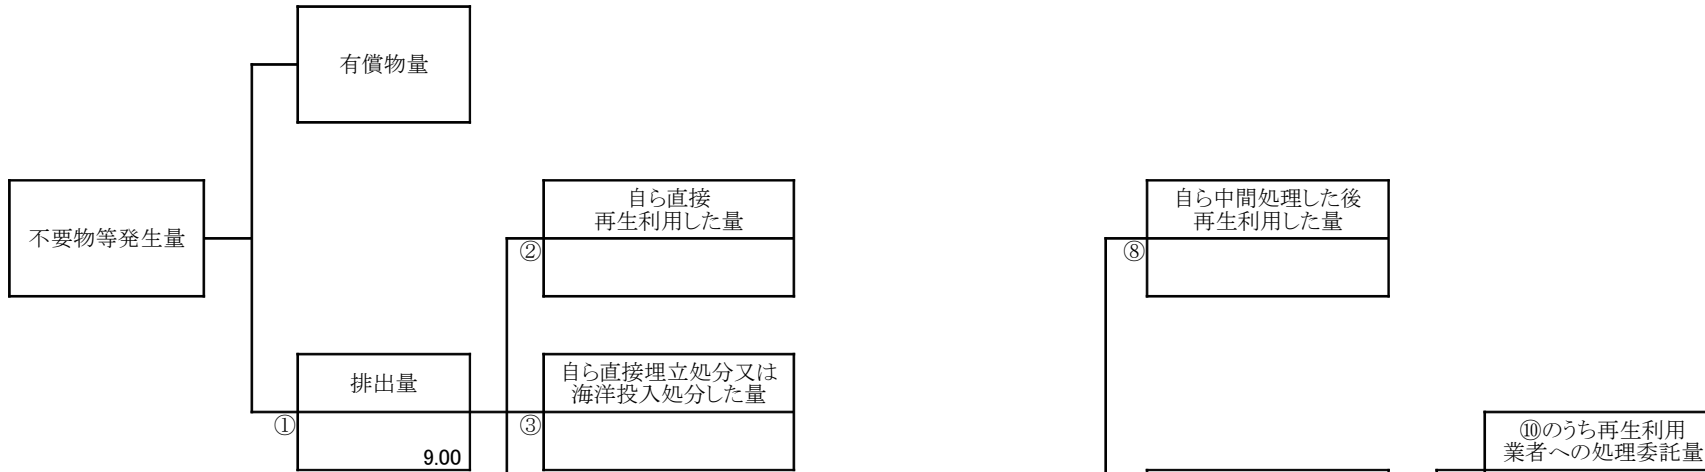 有償物量
不要物等発生量
自ら直接
再生利用した量
②
自ら中間処理した後
再生利用した量
⑧
排出量
①
9.00
自ら直接埋立処分又は
海洋投入処分した量
③
⑩のうち再生利用
業者への処理委託量